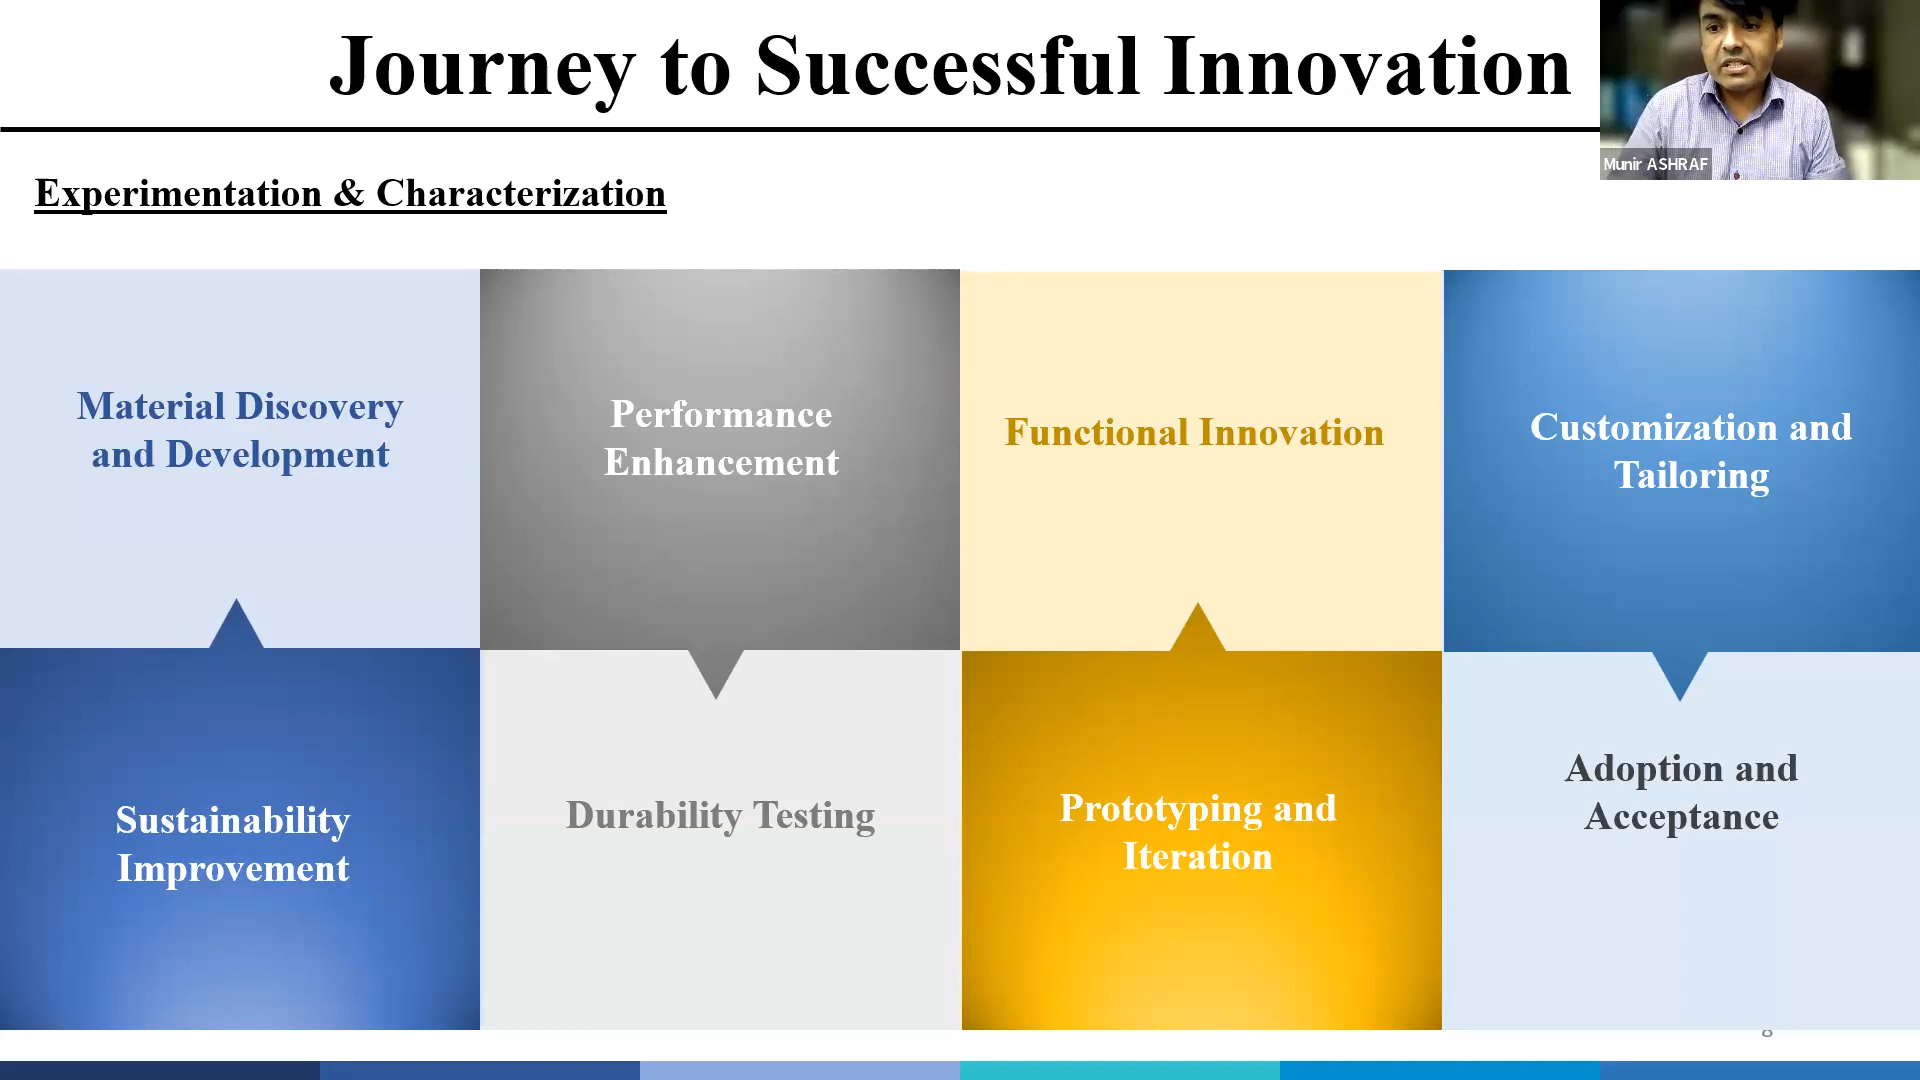 Journey to Successful Innovation
Munir ASHRAF
Experimentation & Characterization
Material Discovery
and Development
Performance
Enhancement
Functional Innovation
Customization and
Tailoring
Sustainability
Improvement
Durability Testing
Prototyping and
Iteration
Adoption and
Acceptance
8